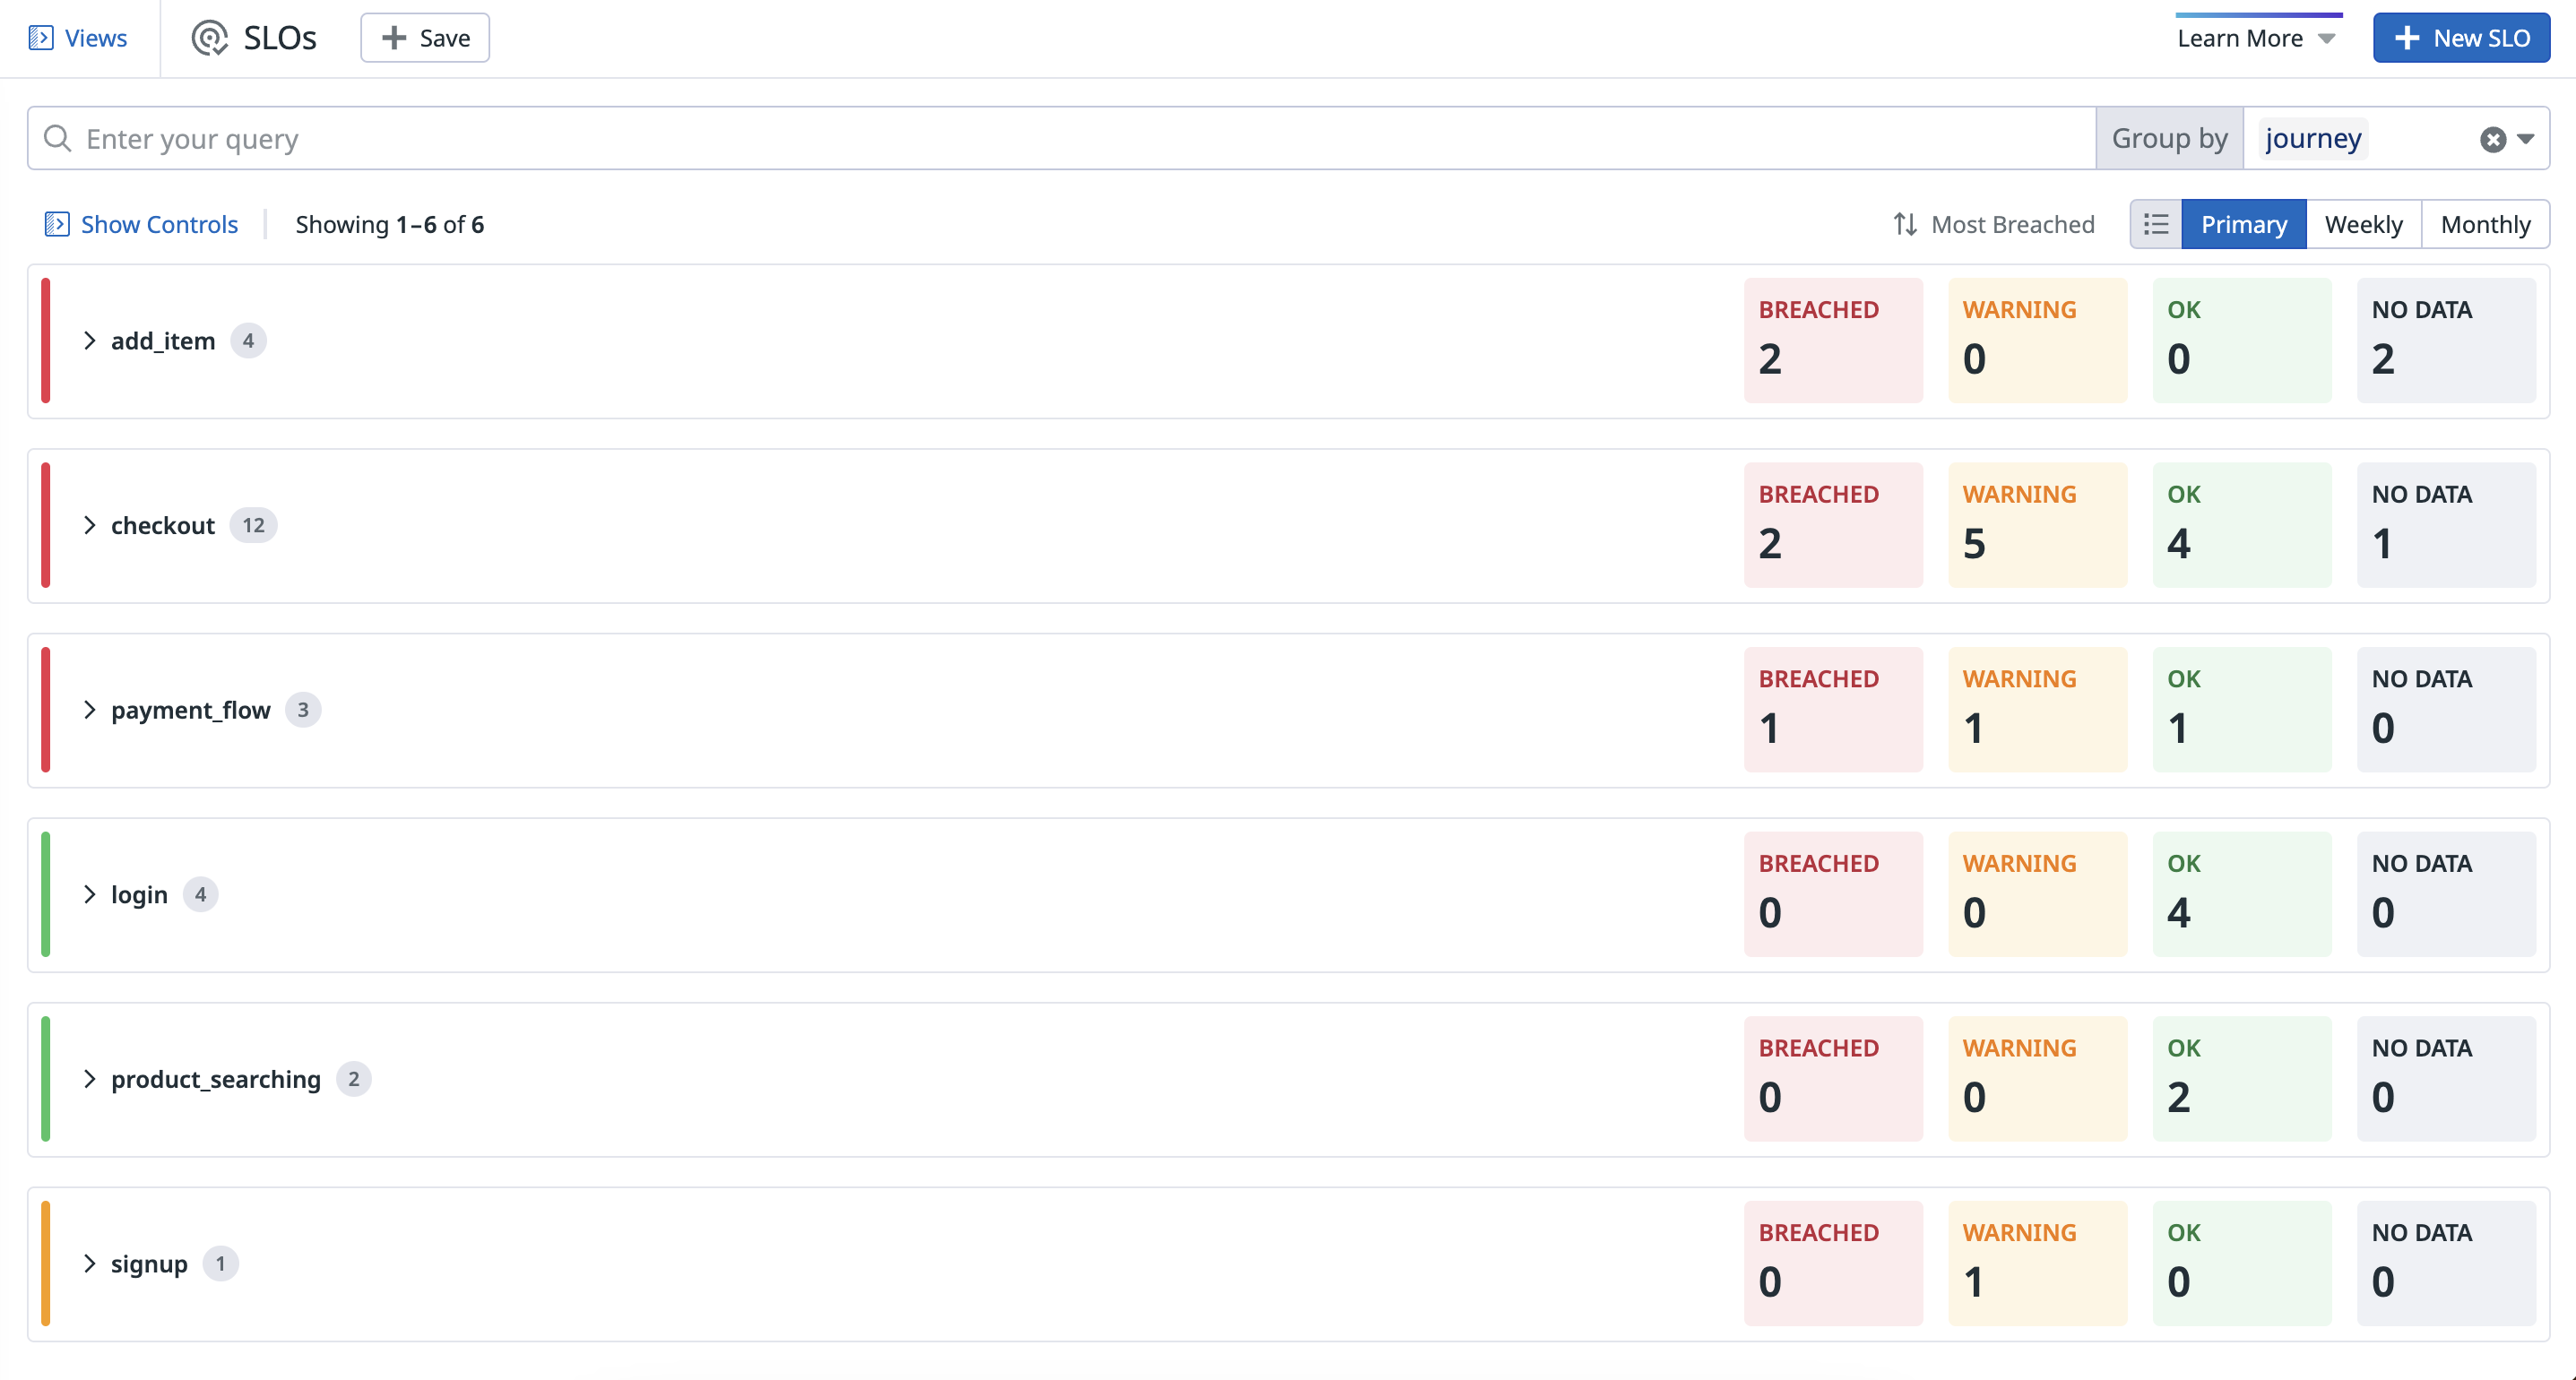 Views SLOs Save Learn More New SLO
Enter your query Group by journey
Show Controls Showing 1–6 of 6 Most Breached Primary Weekly Monthly
add_item 4 BREACHED 2 WARNING 0 OK 0 NO DATA 2
checkout 12 BREACHED 2 WARNING 5 OK 4 NO DATA 1
payment_flow 3 BREACHED 1 WARNING 1 OK 1 NO DATA 0
login 4 BREACHED 0 WARNING 0 OK 4 NO DATA 0
product_searching 2 BREACHED 0 WARNING 0 OK 2 NO DATA 0
signup 1 BREACHED 0 WARNING 1 OK 0 NO DATA 0